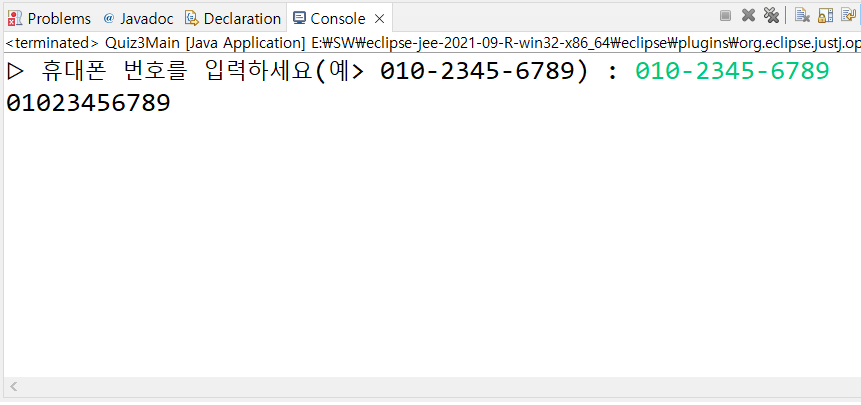 Problems @ Javadoc Declaration Console
<terminated> Quiz3Main [Java Application] E:₩SW₩eclipse-jee-2021-09-R-win32-x86_64₩eclipse₩plugins₩org.eclipse.justj.op
▷ 휴대폰 번호를 입력하세요(예> 010-2345-6789) : 010-2345-6789
01023456789